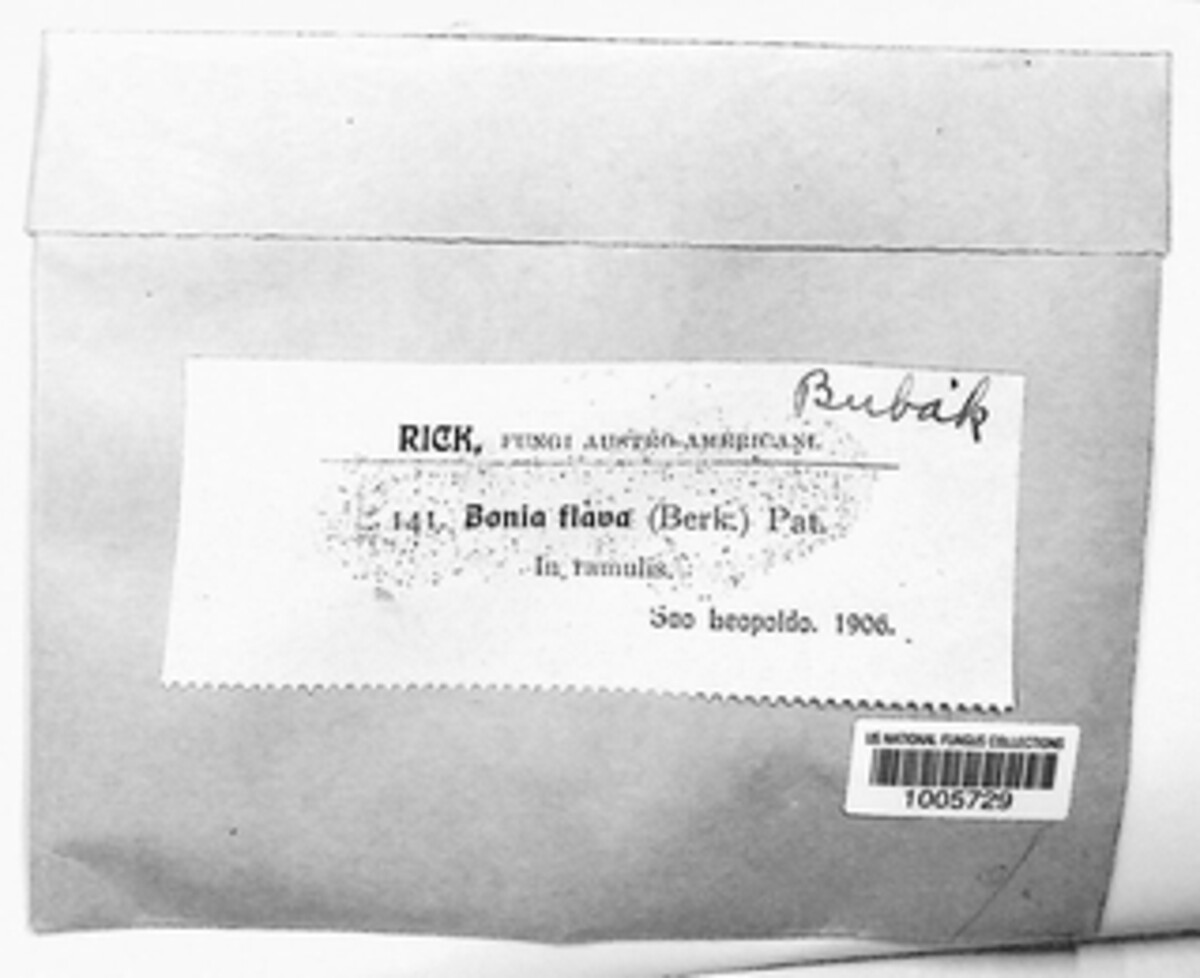 Bubák
RICK, FUNGI AUSTRO-AMERICANI.
141. Bonia flava (Berk.) Pat.
In ramulis.
Sao Leopoldo. 1906.
US NATIONAL FUNGUS COLLECTIONS
1005729